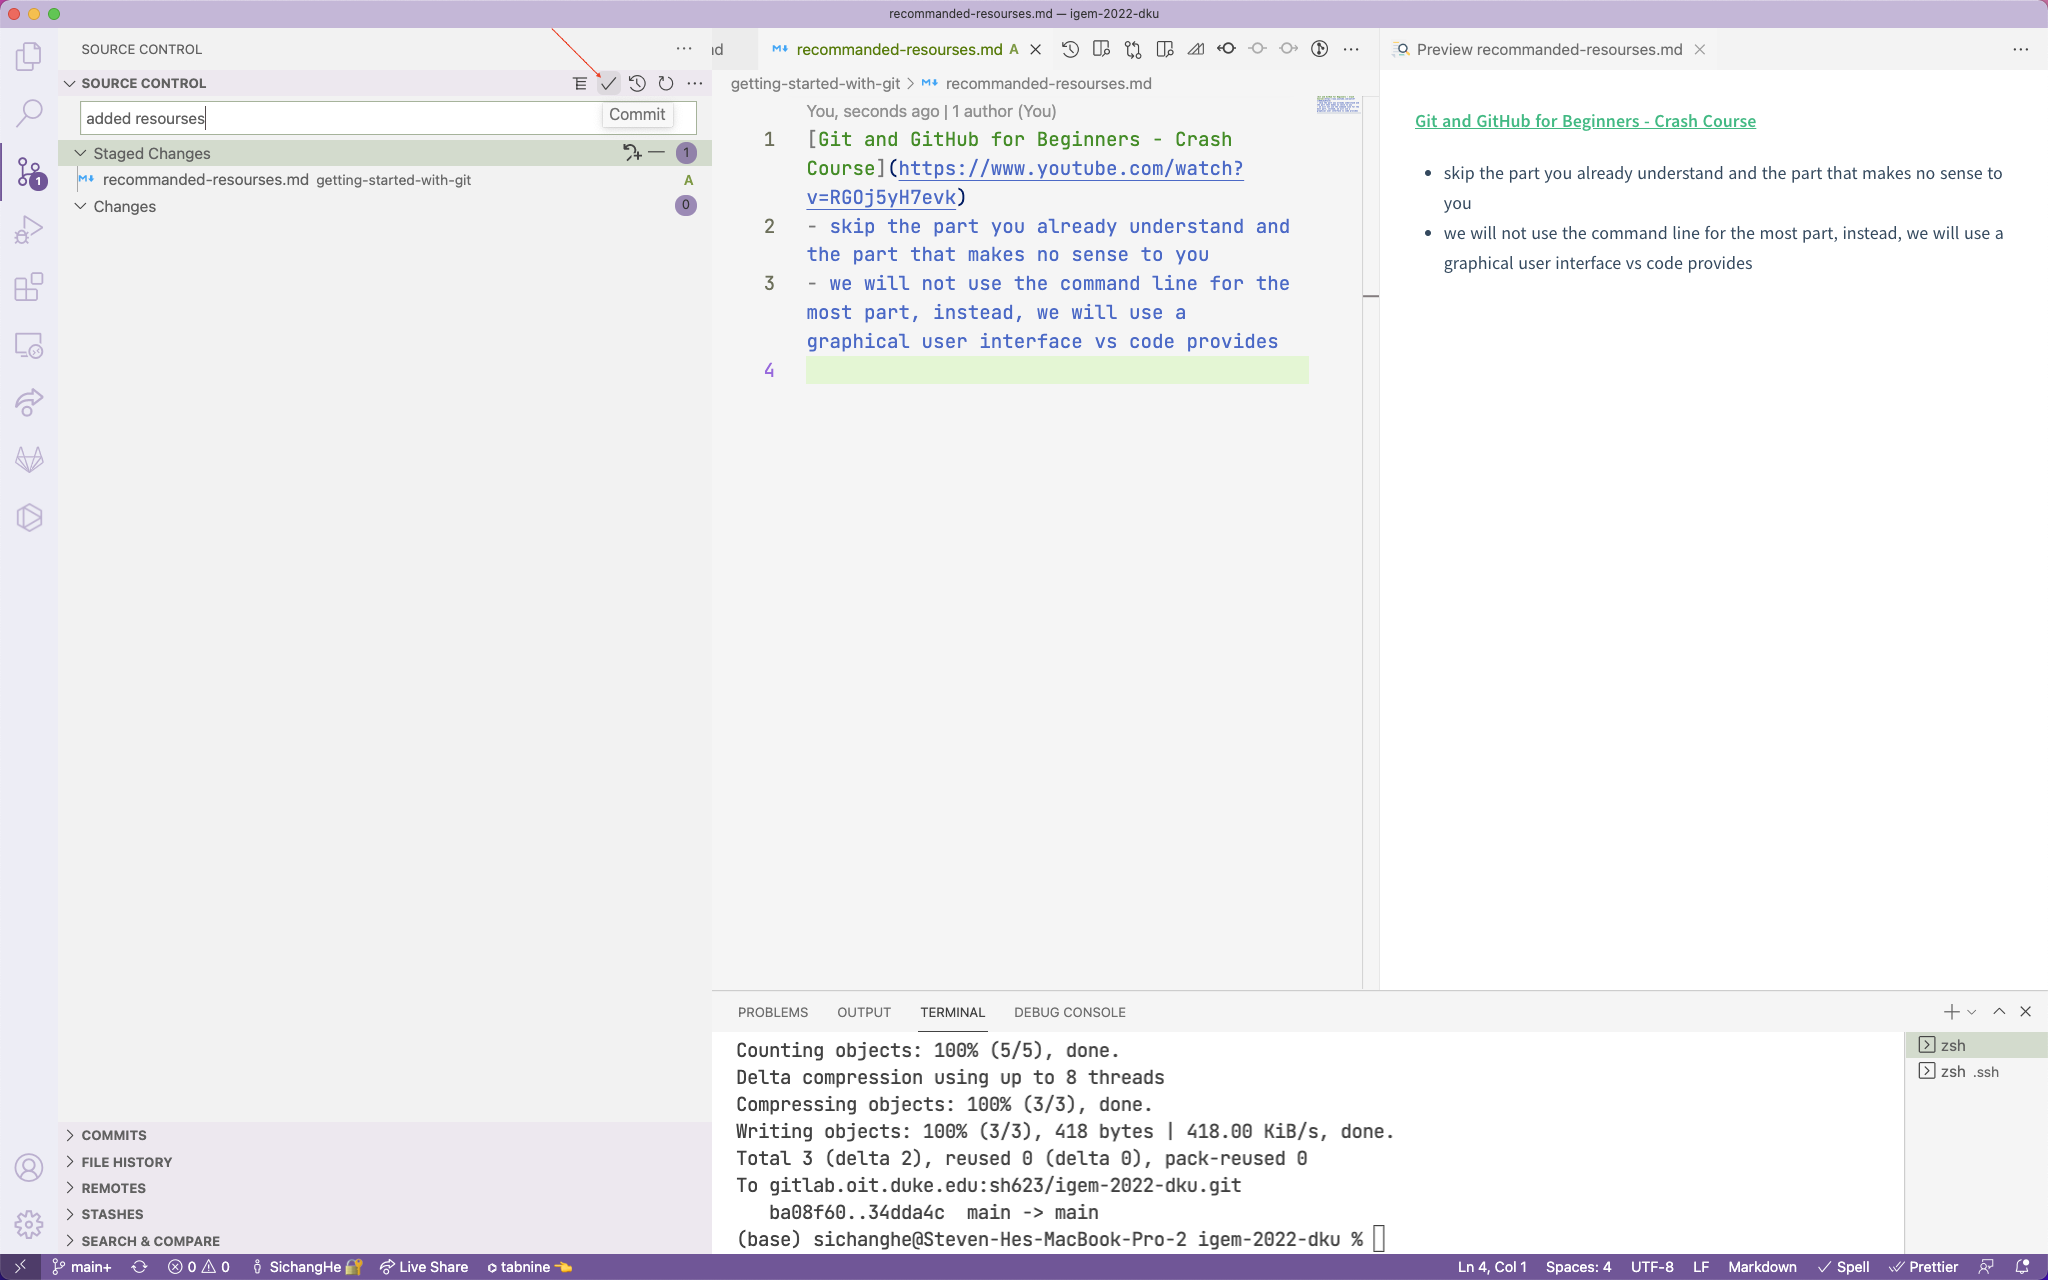 recommanded-resourses.md — igem-2022-dku
SOURCE CONTROL
SOURCE CONTROL
added resourses
Commit
Staged Changes
1
recommanded-resourses.md getting-started-with-git
A
Changes
0
1
COMMITS
FILE HISTORY
REMOTES
STASHES
SEARCH & COMPARE
recommanded-resourses.md A
getting-started-with-git > recommanded-resourses.md
You, seconds ago | 1 author (You)
1 [Git and GitHub for Beginners - Crash
Course](https://www.youtube.com/watch?
v=RGOj5yH7evk)
2 - skip the part you already understand and
the part that makes no sense to you
3 - we will not use the command line for the
most part, instead, we will use a
graphical user interface vs code provides
4
Preview recommanded-resourses.md
Git and GitHub for Beginners - Crash Course
• skip the part you already understand and the part that makes no sense to
you
• we will not use the command line for the most part, instead, we will use a
graphical user interface vs code provides
PROBLEMS OUTPUT TERMINAL DEBUG CONSOLE
Counting objects: 100% (5/5), done.
Delta compression using up to 8 threads
Compressing objects: 100% (3/3), done.
Writing objects: 100% (3/3), 418 bytes | 418.00 KiB/s, done.
Total 3 (delta 2), reused 0 (delta 0), pack-reused 0
To gitlab.oit.duke.edu:sh623/igem-2022-dku.git
ba08f60..34dda4c main -> main
(base) sichanghe@Steven-Hes-MacBook-Pro-2 igem-2022-dku %
zsh
zsh .ssh
main+ 0 0 SichangHe Live Share tabnine Ln 4, Col 1 Spaces: 4 UTF-8 LF Markdown Spell Prettier